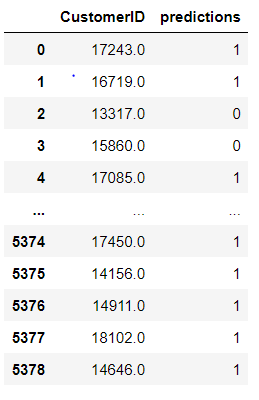 CustomerID predictions
0 17243.0 1
1 16719.0 1
2 13317.0 0
3 15860.0 0
4 17085.0 1
... ... ...
5374 17450.0 1
5375 14156.0 1
5376 14911.0 1
5377 18102.0 1
5378 14646.0 1